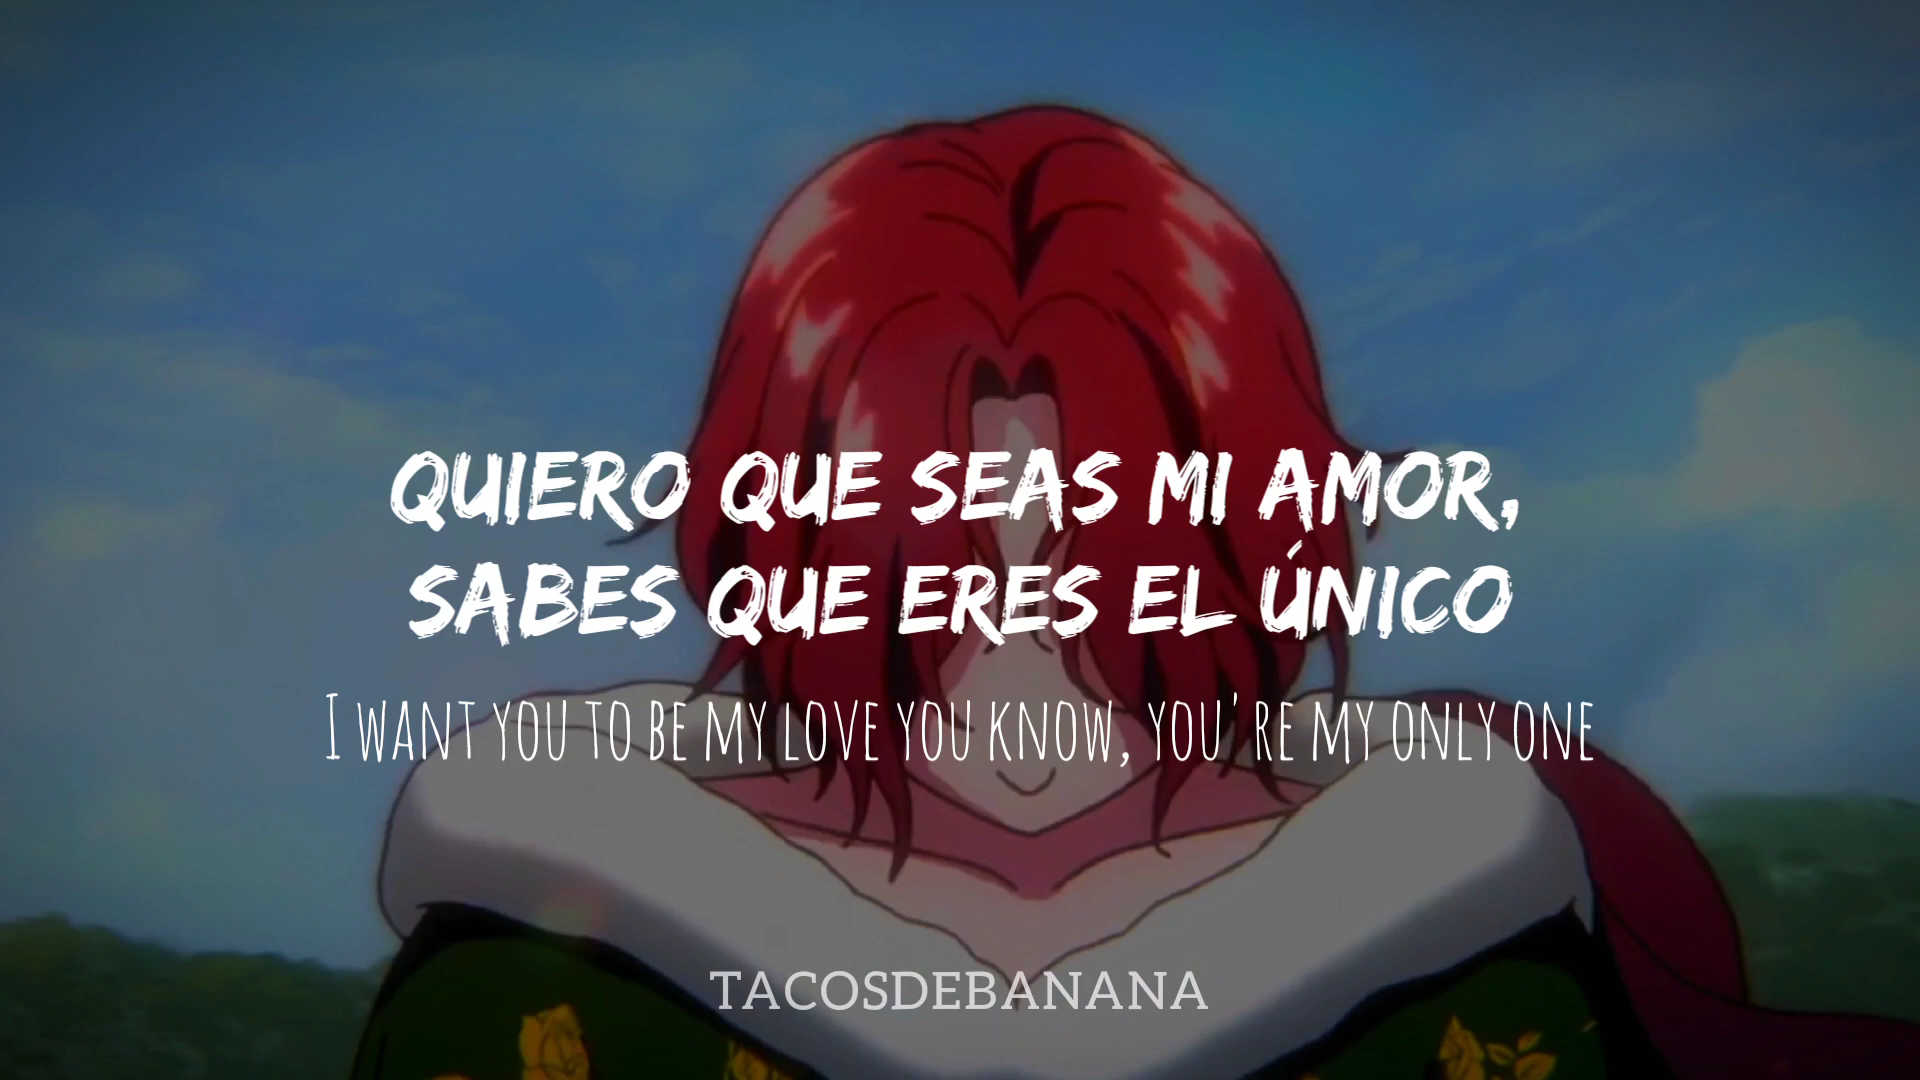 QUIERO QUE SEAS MI AMOR,
SABES QUE ERES EL ÚNICO
I WANT YOU TO BE MY LOVE YOU KNOW, YOU'RE MY ONLY ONE
TACOSDEBANANA